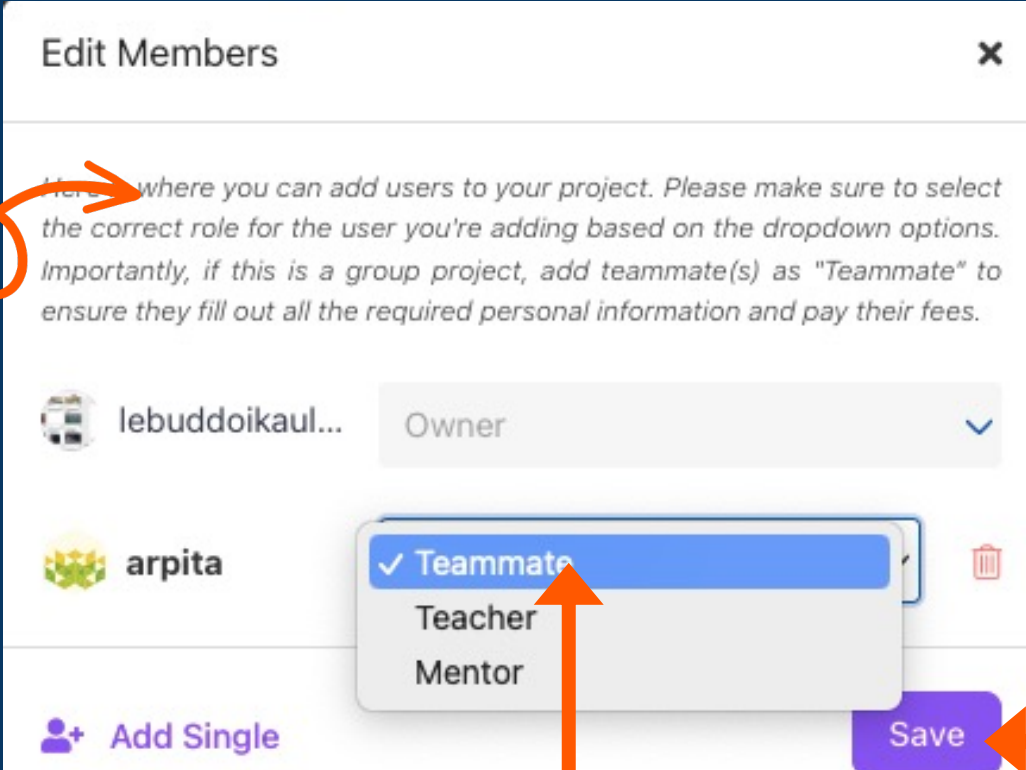 Edit Members
where you can add users to your project. Please make sure to select
the correct role for the user you're adding based on the dropdown options.
Importantly, if this is a group project, add teammate(s) as "Teammate" to
ensure they fill out all the required personal information and pay their fees.
lebuddoikaul... Owner
arpita ✓ Teammate
Teacher
Mentor
Add Single Save